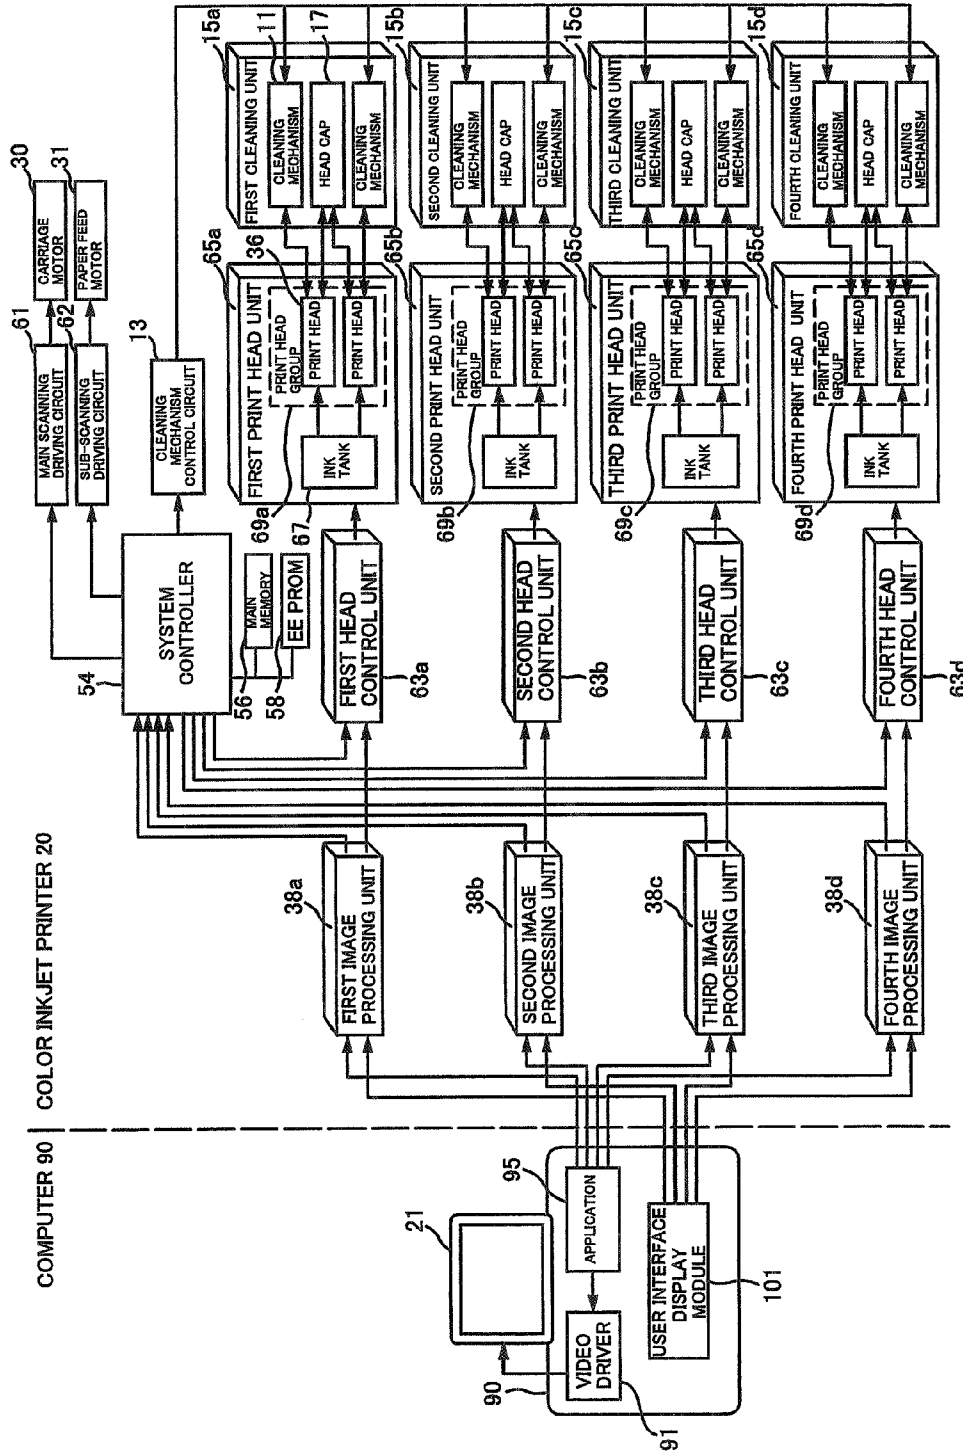 COMPUTER 90
COLOR INKJET PRINTER 20
21
90
VIDEO
DRIVER
91
APPLICATION
95
USER INTERFACE
DISPLAY
MODULE
101
38a
FIRST IMAGE
PROCESSING UNIT
38b
SECOND IMAGE
PROCESSING UNIT
38c
THIRD IMAGE
PROCESSING UNIT
38d
FOURTH IMAGE
PROCESSING UNIT
54
SYSTEM
CONTROLLER
56
MAIN
MEMORY
58
EE PROM
FIRST HEAD
CONTROL UNIT
63a
SECOND HEAD
CONTROL UNIT
63b
THIRD HEAD
CONTROL UNIT
63c
FOURTH HEAD
CONTROL UNIT
63d
61
MAIN SCANNING
DRIVING CIRCUIT
62
SUB-SCANNING
DRIVING CIRCUIT
30
CARRIAGE
MOTOR
31
PAPER FEED
MOTOR
13
CLEANING
MECHANISM
CONTROL CIRCUIT
65a
FIRST PRINT HEAD UNIT
69a
67
INK
TANK
PRINT HEAD
GROUP
36
PRINT HEAD
PRINT HEAD
65b
SECOND PRINT HEAD UNIT
69b
INK
TANK
PRINT HEAD
GROUP
PRINT HEAD
PRINT HEAD
65c
THIRD PRINT HEAD UNIT
69c
INK
TANK
PRINT HEAD
GROUP
PRINT HEAD
PRINT HEAD
65d
FOURTH PRINT HEAD UNIT
69d
INK
TANK
PRINT HEAD
GROUP
PRINT HEAD
PRINT HEAD
15a
FIRST CLEANING UNIT
11
CLEANING
MECHANISM
17
HEAD CAP
CLEANING
MECHANISM
15b
SECOND CLEANING UNIT
CLEANING
MECHANISM
HEAD CAP
CLEANING
MECHANISM
15c
THIRD CLEANING UNIT
CLEANING
MECHANISM
HEAD CAP
CLEANING
MECHANISM
15d
FOURTH CLEANING UNIT
CLEANING
MECHANISM
HEAD CAP
CLEANING
MECHANISM